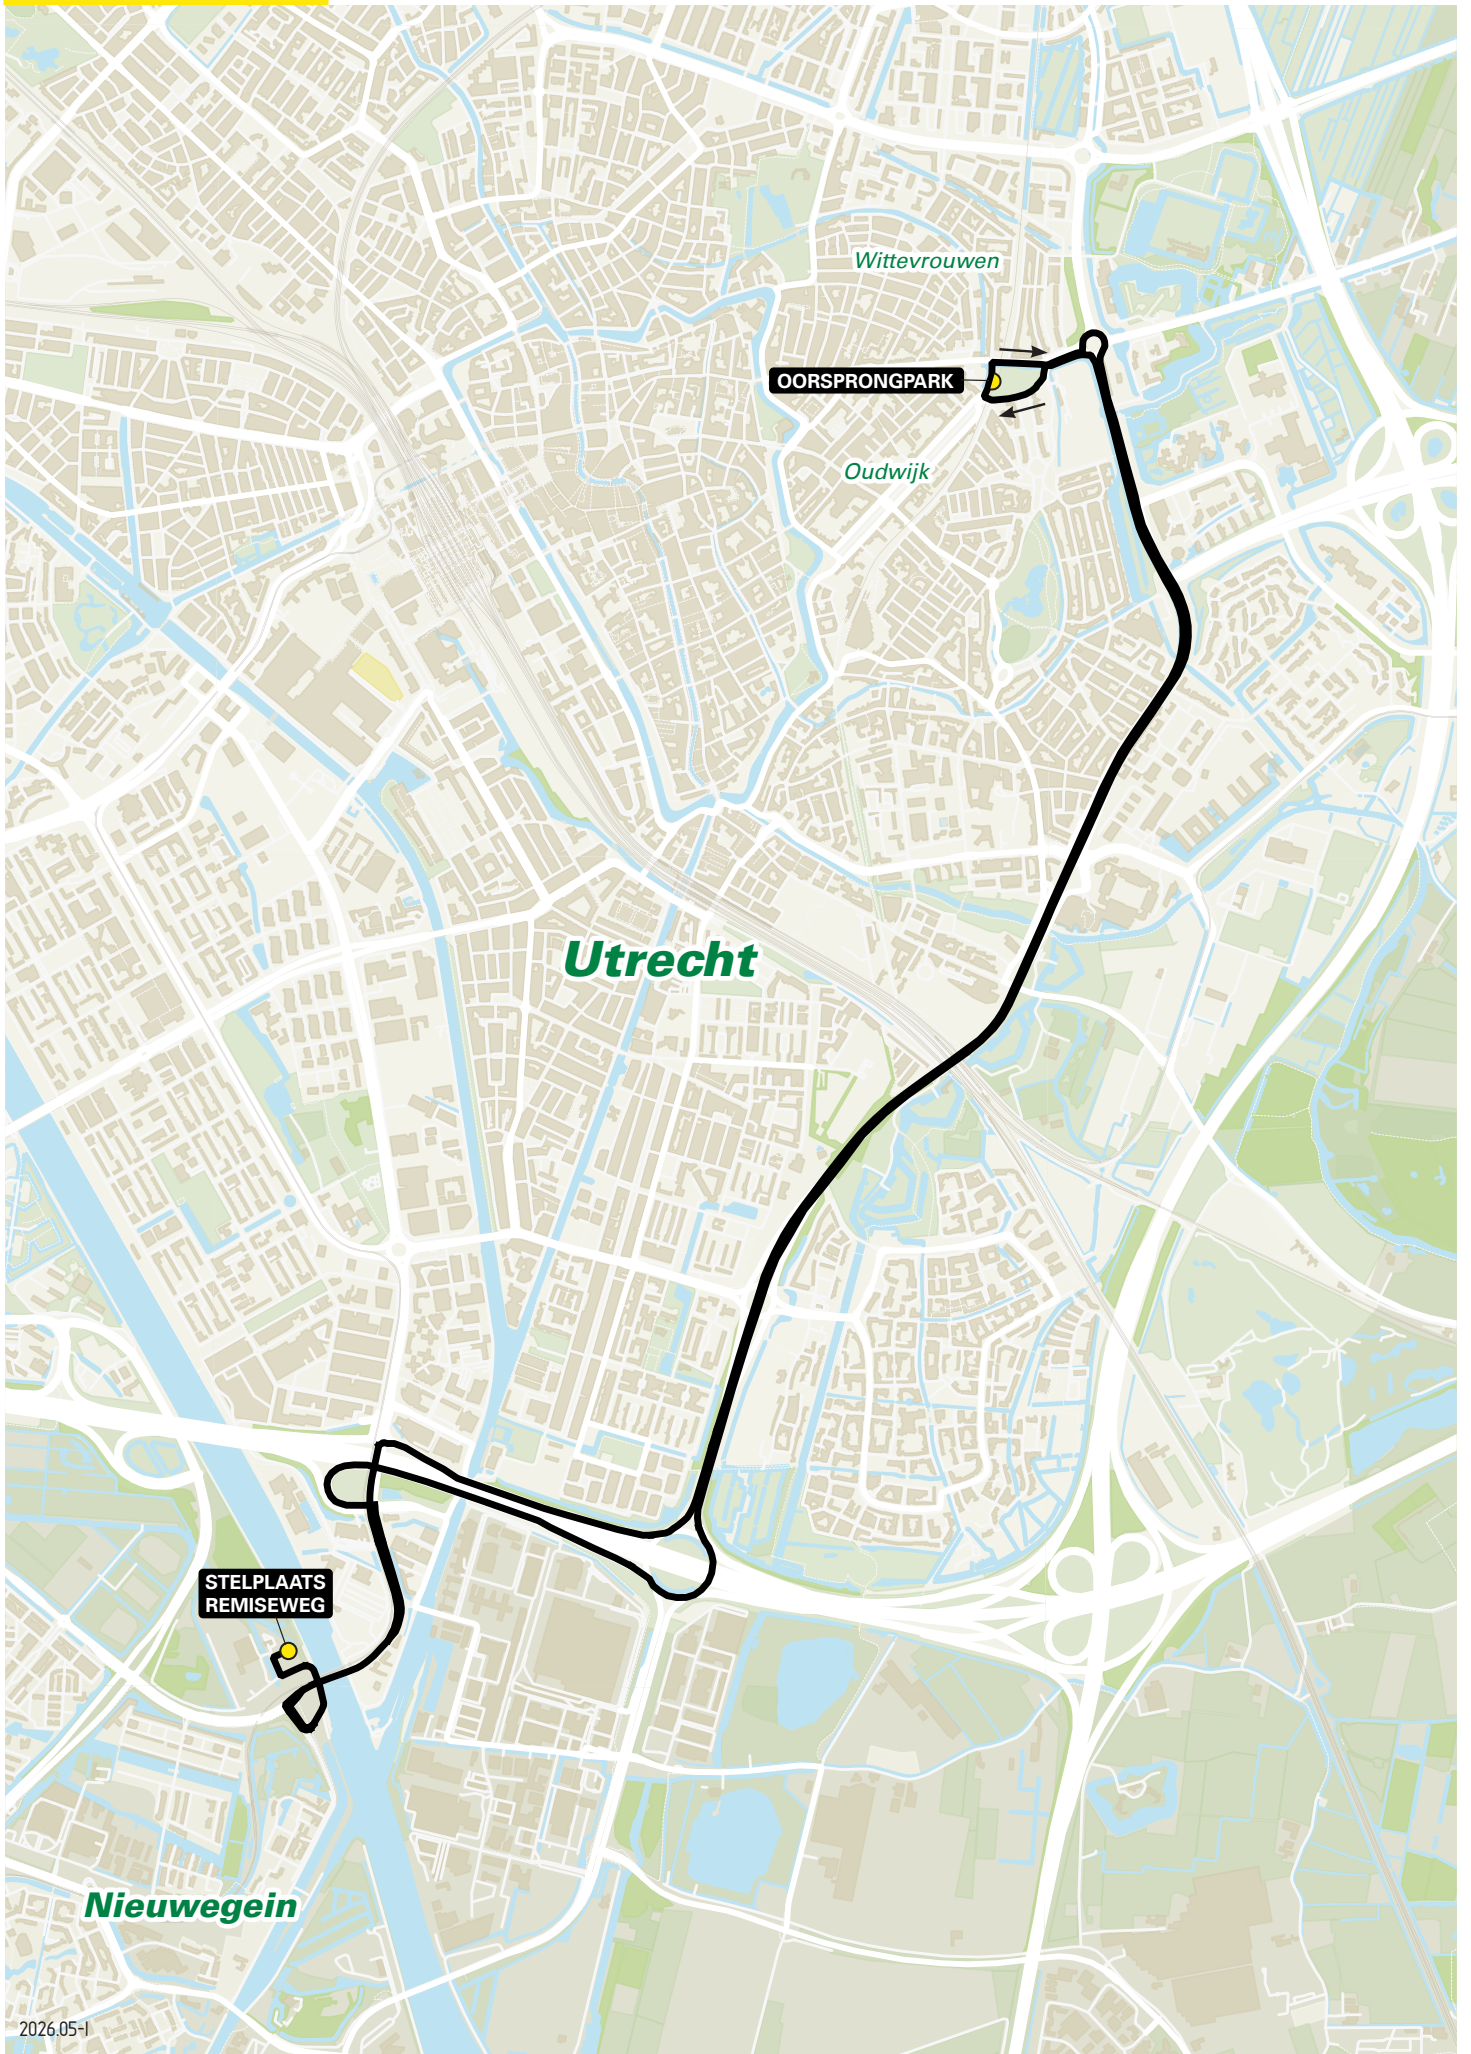 Wittevrouwen
OORSPRONGPARK
Oudwijk
Utrecht
STELPLAATS
REMISEWEG
Nieuwegein
2026.05-I